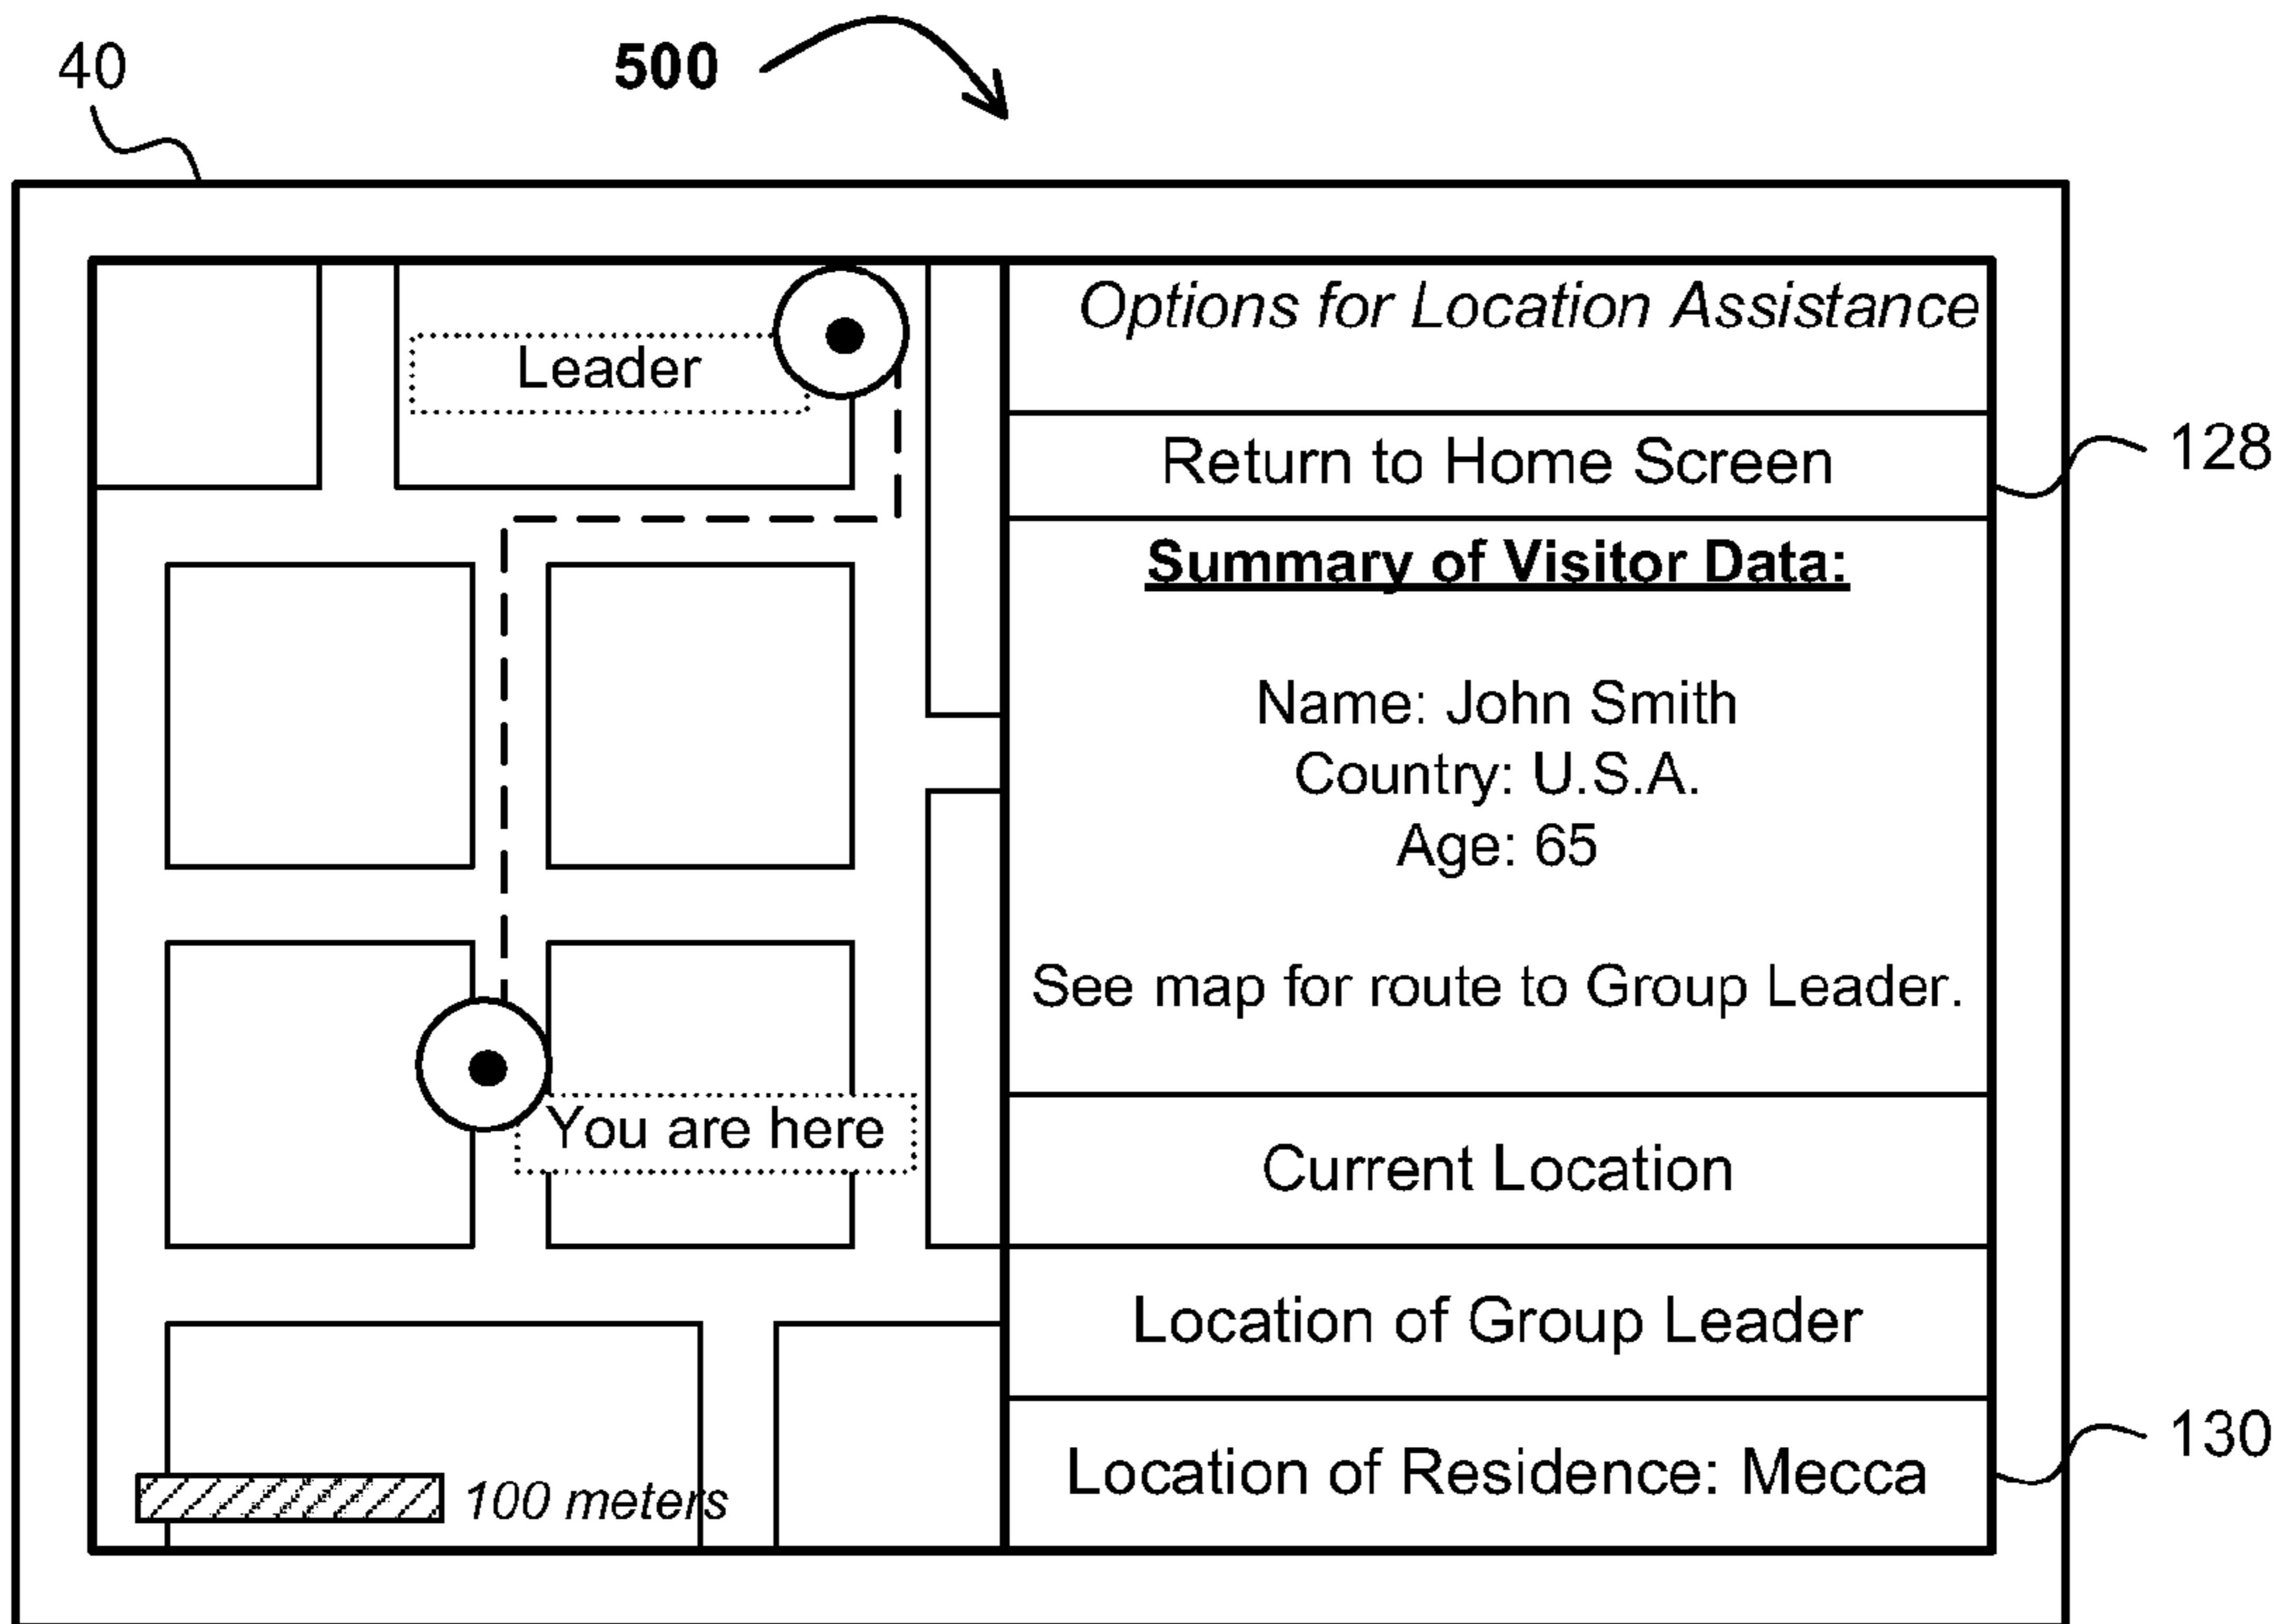 40
500
Options for Location Assistance
Leader
Return to Home Screen
128
Summary of Visitor Data:
Name: John Smith
Country: U.S.A.
Age: 65
See map for route to Group Leader.
You are here
Current Location
Location of Group Leader
Location of Residence: Mecca
130
100 meters